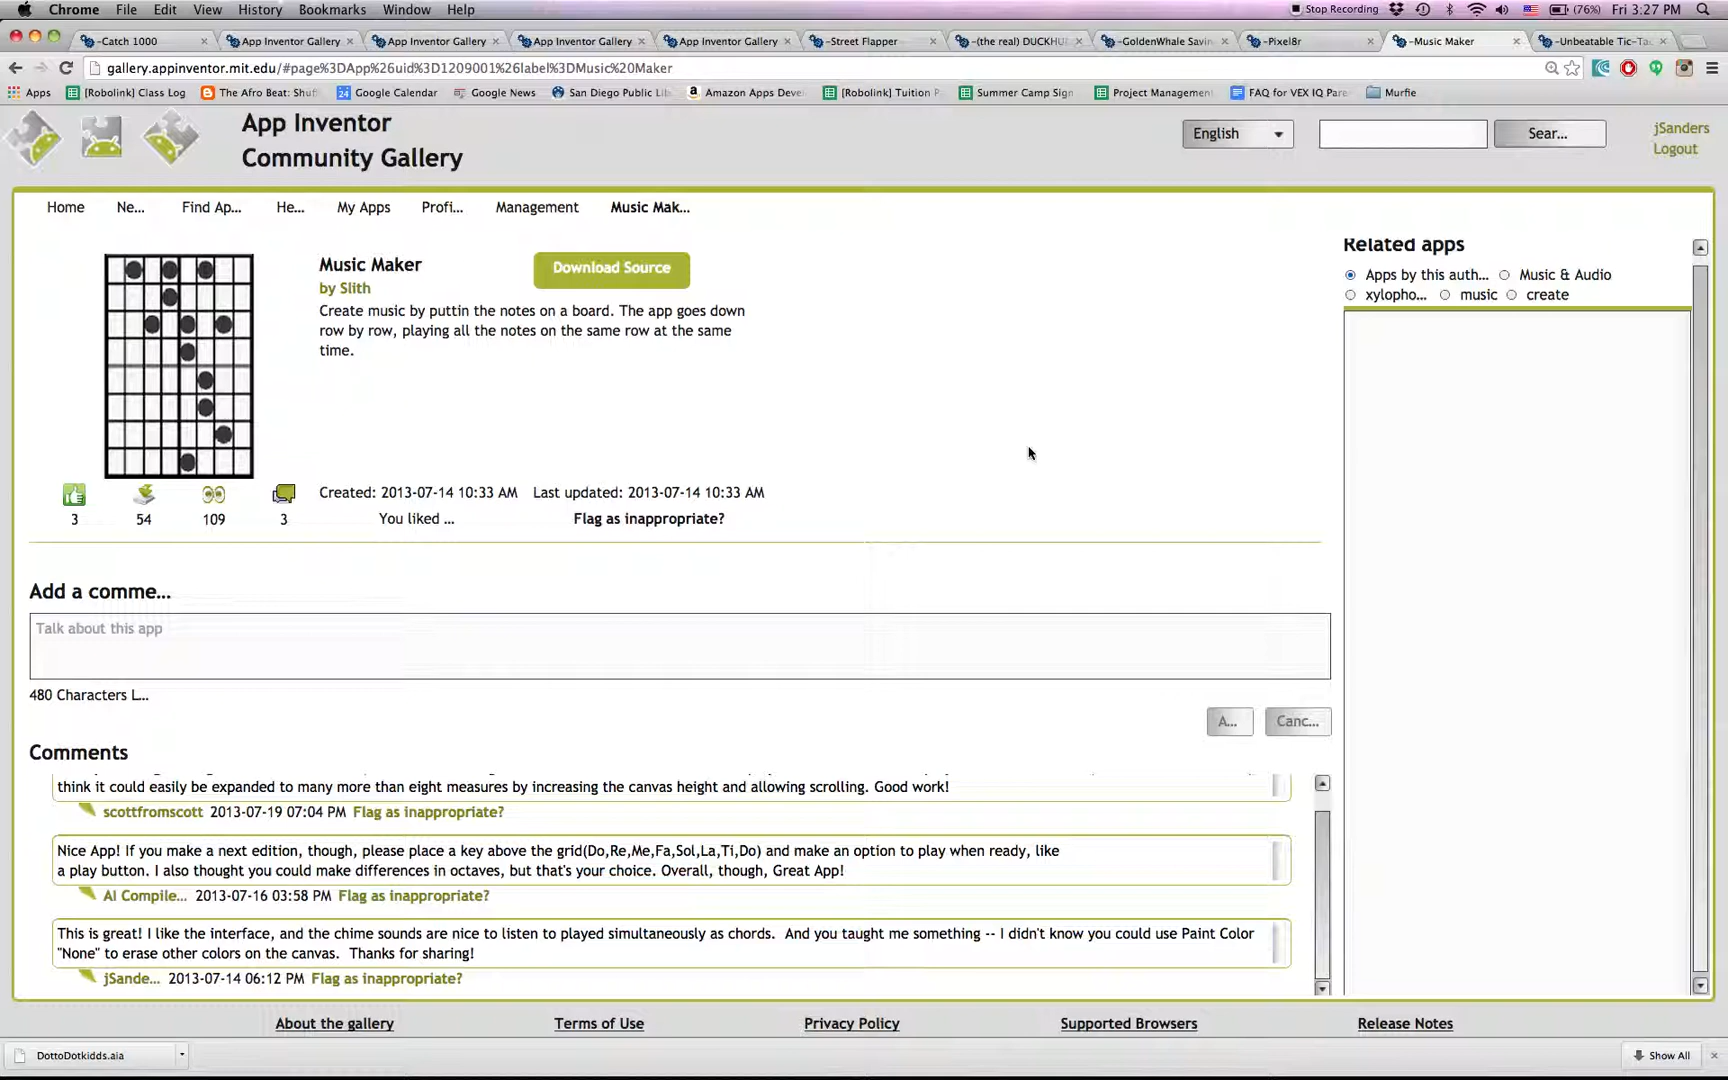 Chrome File Edit View History Bookmarks Window Help Stop Recording (76%) Fri 3:27 PM
-Catch 1000 App Inventor Gallery App Inventor Gallery App Inventor Gallery App Inventor Gallery -Street Flapper -(the real) DUCKHU -GoldenWhale Savin -Pixel8r -Music Maker -Unbeatable Tic-Ta
gallery.appinventor.mit.edu/#page%3DApp%26uid%3D1209001%26label%3DMusic%20Maker
Apps [Robolink] Class Log The Afro Beat: Shuf 24 Google Calendar Google News San Diego Public Lib Amazon Apps Deve [Robolink] Tuition P Summer Camp Sign Project Management FAQ for VEX IQ Pare Murfie
App Inventor
Community Gallery
English
Sear...
jSanders
Logout
Home Ne... Find Ap... He... My Apps Profi... Management Music Mak...
Music Maker
by Slith
Download Source
Create music by puttin the notes on a board. The app goes down
row by row, playing all the notes on the same row at the same
time.
Related apps
Apps by this auth... Music & Audio
xylopho... music create
3 54 109 3
Created: 2013-07-14 10:33 AM Last updated: 2013-07-14 10:33 AM
You liked ... Flag as inappropriate?
Add a comme...
Talk about this app
480 Characters L...
A... Canc...
Comments
think it could easily be expanded to many more than eight measures by increasing the canvas height and allowing scrolling. Good work!
scottfromscott 2013-07-19 07:04 PM Flag as inappropriate?
Nice App! If you make a next edition, though, please place a key above the grid(Do,Re,Me,Fa,Sol,La,Ti,Do) and make an option to play when ready, like
a play button. I also thought you could make differences in octaves, but that's your choice. Overall, though, Great App!
AI Compile... 2013-07-16 03:58 PM Flag as inappropriate?
This is great! I like the interface, and the chime sounds are nice to listen to played simultaneously as chords. And you taught me something -- I didn't know you could use Paint Color
"None" to erase other colors on the canvas. Thanks for sharing!
jSande... 2013-07-14 06:12 PM Flag as inappropriate?
About the gallery Terms of Use Privacy Policy Supported Browsers Release Notes
DottoDotkidds.aia
Show All